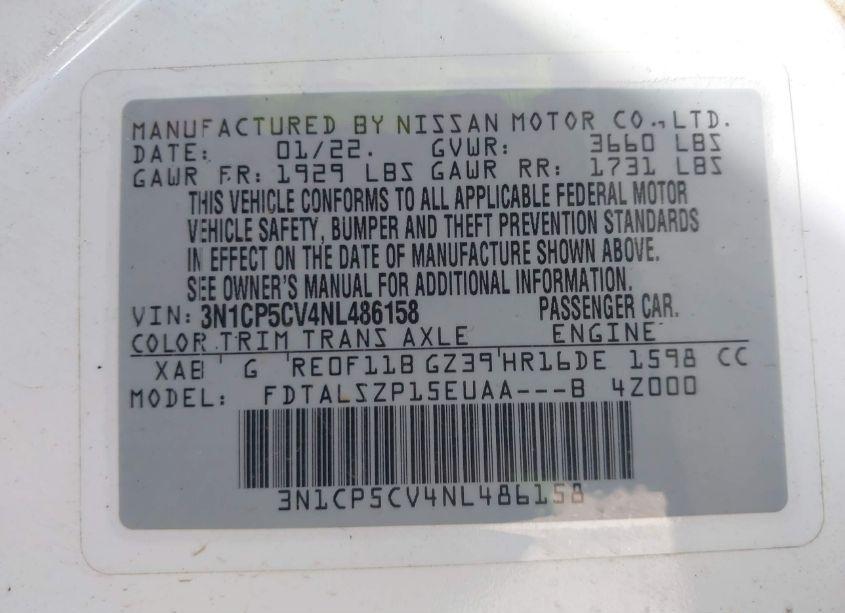 MANUFACTURED BY NISSAN MOTOR CO.,LTD.
DATE: 01/22. GVWR: 3660 LBS
GAWR FR: 1929 LBS GAWR RR: 1731 LBS
THIS VEHICLE CONFORMS TO ALL APPLICABLE FEDERAL MOTOR
VEHICLE SAFETY, BUMPER AND THEFT PREVENTION STANDARDS
IN EFFECT ON THE DATE OF MANUFACTURE SHOWN ABOVE.
SEE OWNER'S MANUAL FOR ADDITIONAL INFORMATION.
VIN: 3N1CP5CV4NL486158 PASSENGER CAR.
COLOR TRIM TRANS AXLE ENGINE
XAB G RE0F11B GZ39 HR16DE 1598 CC
MODEL: FDTALSZP15EUAA---B 4Z000
3N1CP5CV4NL486158